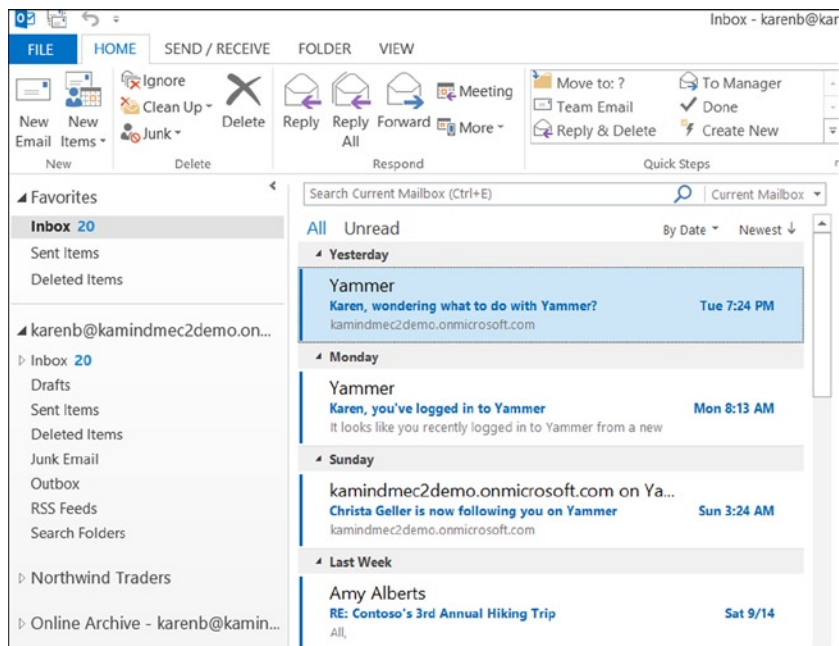 Inbox - karenb@kar
FILE HOME SEND / RECEIVE FOLDER VIEW
New Email
New Items
Ignore
Clean Up
Junk
Delete
Reply
Reply All
Forward
Meeting
More
Move to: ?
Team Email
Reply & Delete
To Manager
Done
Create New
New Delete Respond Quick Steps
Favorites
Inbox 20
Sent Items
Deleted Items
karenb@kamindmec2demo.on...
Inbox 20
Drafts
Sent Items
Deleted Items
Junk Email
Outbox
RSS Feeds
Search Folders
Northwind Traders
Online Archive - karenb@kamin...
Search Current Mailbox (Ctrl+E) Current Mailbox
All Unread By Date Newest
Yesterday
Yammer
Karen, wondering what to do with Yammer? Tue 7:24 PM
kamindmec2demo.onmicrosoft.com
Monday
Yammer
Karen, you've logged in to Yammer Mon 8:13 AM
It looks like you recently logged in to Yammer from a new
Sunday
kamindmec2demo.onmicrosoft.com on Ya...
Christa Geller is now following you on Yammer Sun 3:24 AM
kamindmec2demo.onmicrosoft.com
Last Week
Amy Alberts
RE: Contoso's 3rd Annual Hiking Trip Sat 9/14
All,